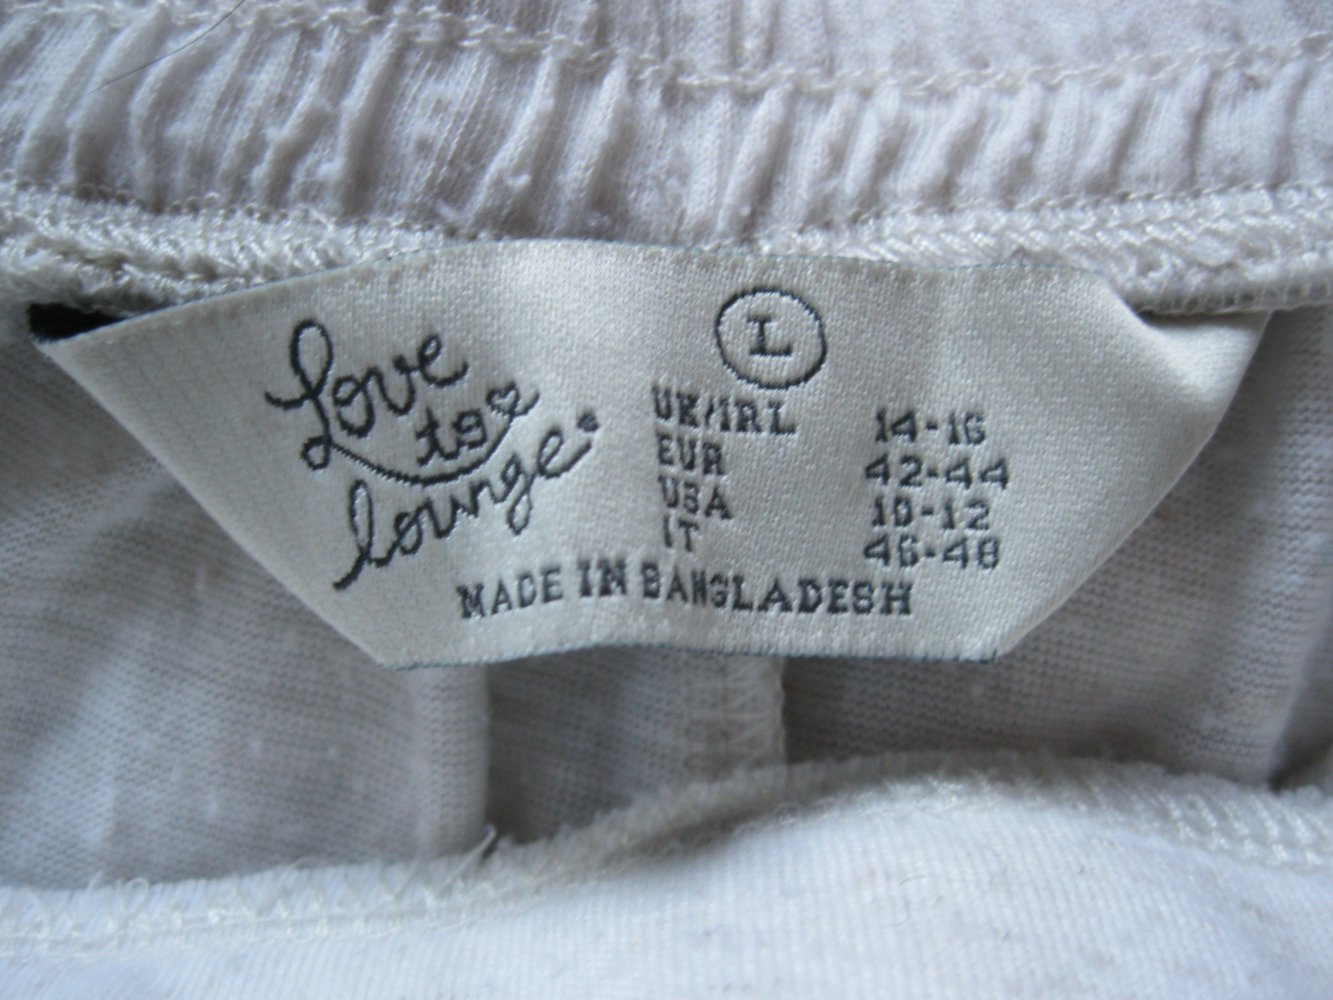 Love
to
lounge
L
UK/IRL 14-16
EUR 42-44
USA 10-12
IT 46-48
MADE IN BANGLADESH